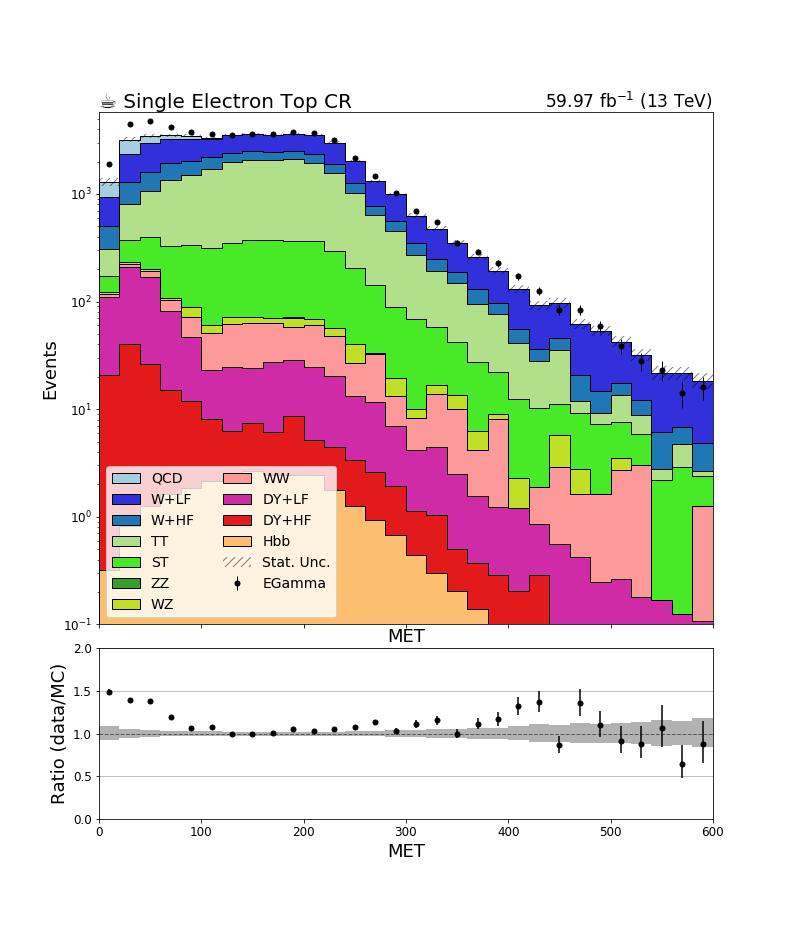 ☕ Single Electron Top CR 59.97 fb⁻¹ (13 TeV)
Events
10³
10²
10¹
10⁰
10⁻¹
QCD WW
W+LF DY+LF
W+HF DY+HF
TT Hbb
ST Stat. Unc.
ZZ EGamma
WZ
MET
Ratio (data/MC)
2.0
1.5
1.0
0.5
0.0
0 100 200 300 400 500 600
MET